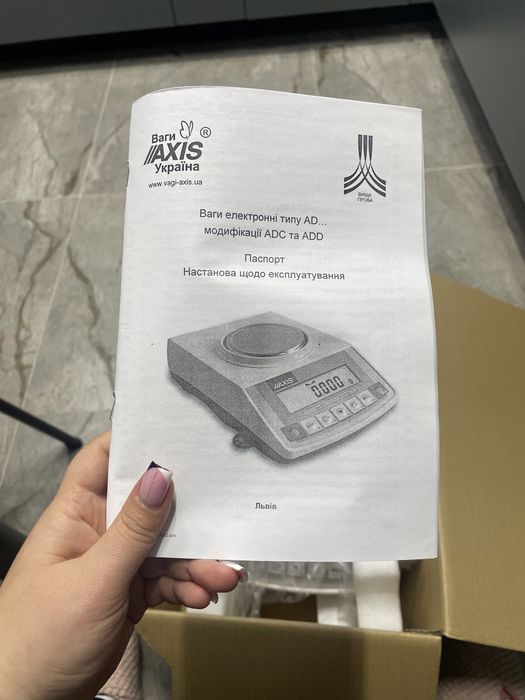 Ваги
AXIS ®
Україна
www.vagi-axis.ua
ВИЩА
ПРОБА
Ваги електронні типу AD...
модифікації ADC та ADD
Паспорт
Настанова щодо експлуатування
AXIS
0.000 g
Львів